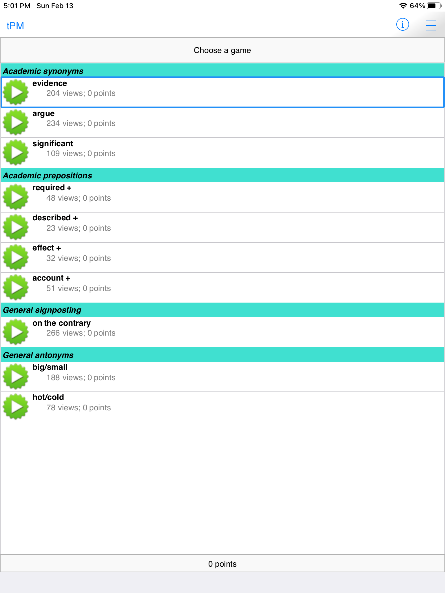 5:01 PM Sun Feb 13 64%
tPM
Choose a game
Academic synonyms
evidence
204 views; 0 points
argue
234 views; 0 points
significant
109 views; 0 points
Academic prepositions
required +
48 views; 0 points
described +
23 views; 0 points
effect +
32 views; 0 points
account +
51 views; 0 points
General signposting
on the contrary
266 views; 0 points
General antonyms
big/small
188 views; 0 points
hot/cold
78 views; 0 points
0 points